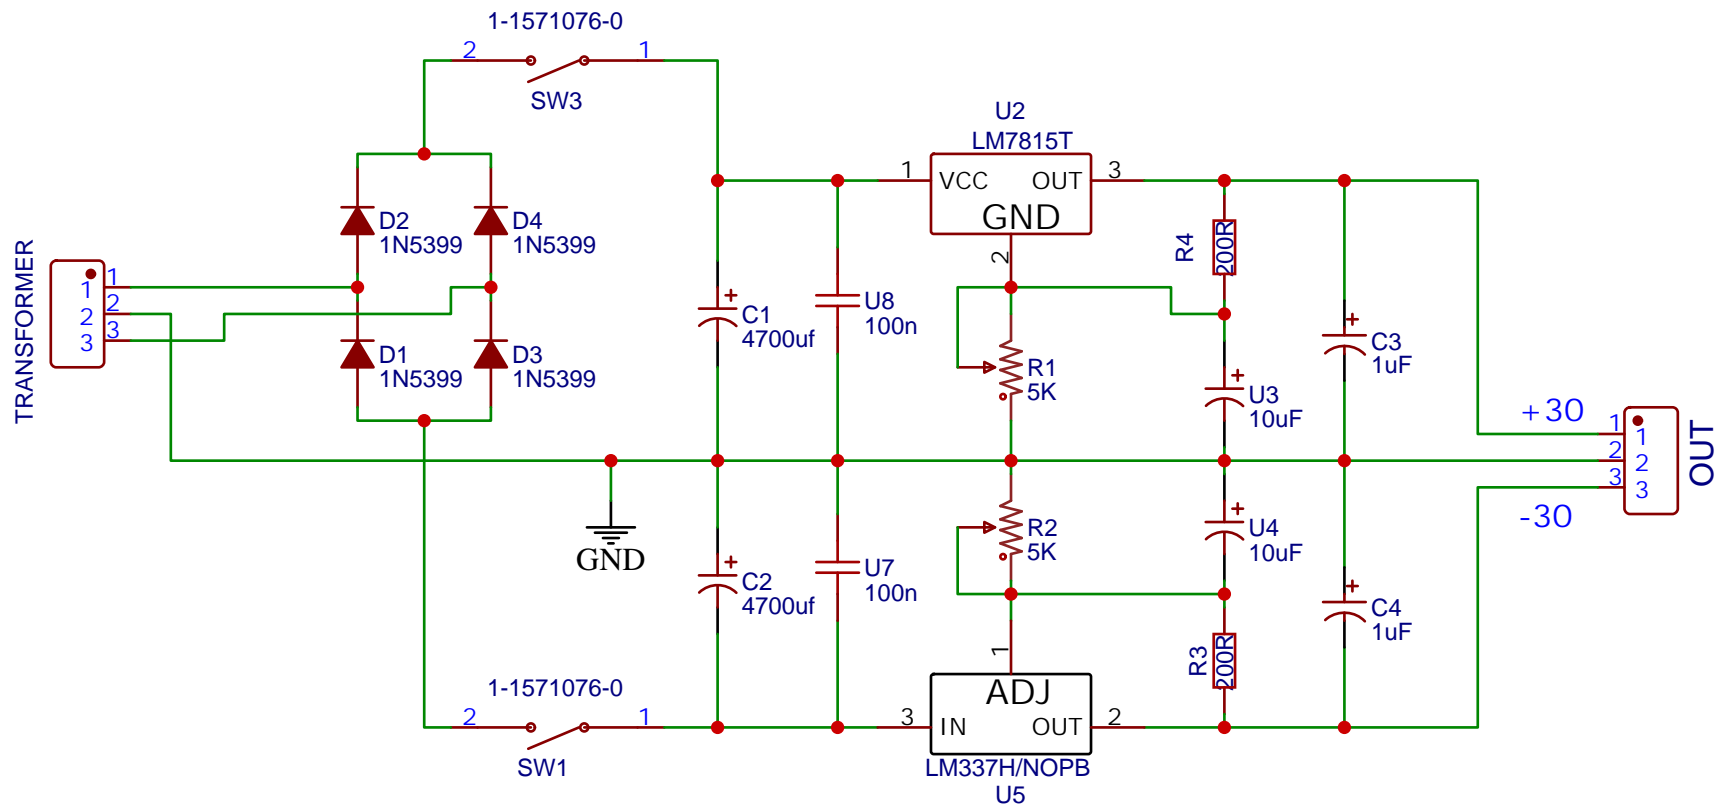 1-1571076-0
2
1
SW3
U2
LM7815T
1
VCC
OUT
3
GND
2
D2
1N5399
D4
1N5399
R4
200R
TRANSFORMER
1
1
2
2
3
3
D1
1N5399
D3
1N5399
C1
4700uf
U8
100n
R1
5K
U3
10uF
C3
1uF
+30
1
1
2
2
3
3
OUT
-30
GND
C2
4700uf
U7
100n
R2
5K
U4
10uF
C4
1uF
R3
200R
1
ADJ
1-1571076-0
2
1
SW1
3
IN
OUT
2
LM337H/NOPB
U5